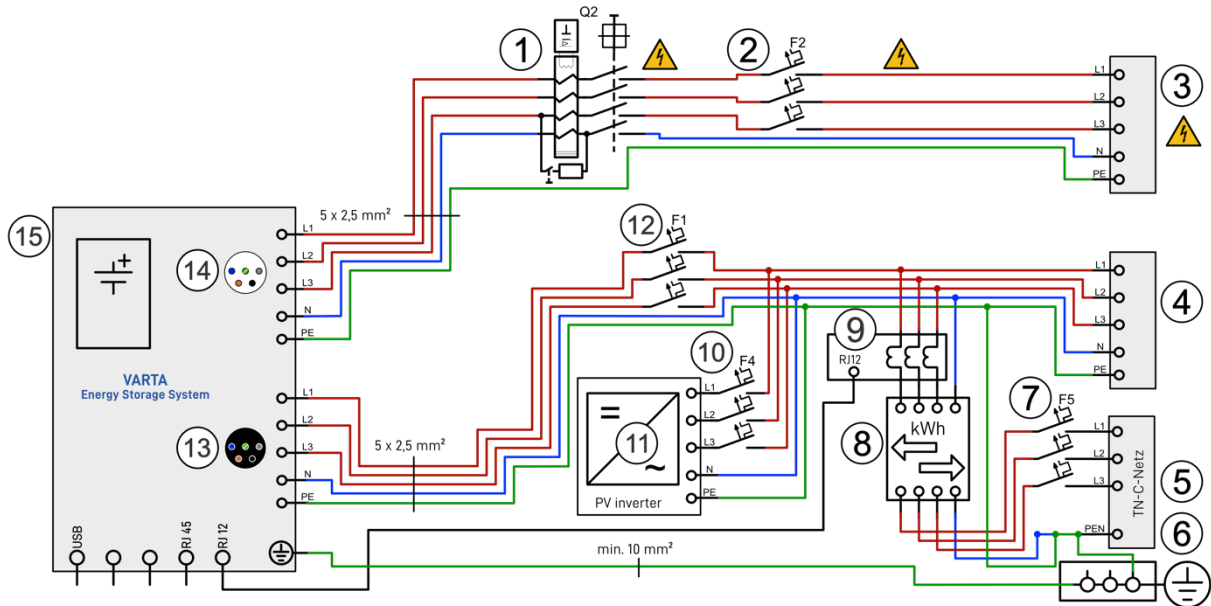 Q2
1
2
F2
L1
L2
L3
N
PE
3
15
5 x 2,5 mm²
14
L1
L2
L3
N
PE
VARTA
Energy Storage System
13
L1
L2
L3
N
PE
5 x 2,5 mm²
12
F1
L1
L2
L3
N
PE
4
10
F4
L1
L2
L3
N
PE
=
11
~
PV inverter
9
RJ12
kWh
8
7
F5
L1
L2
L3
PEN
TN-C-Netz
5
6
USB
RJ 45
RJ 12
min. 10 mm²